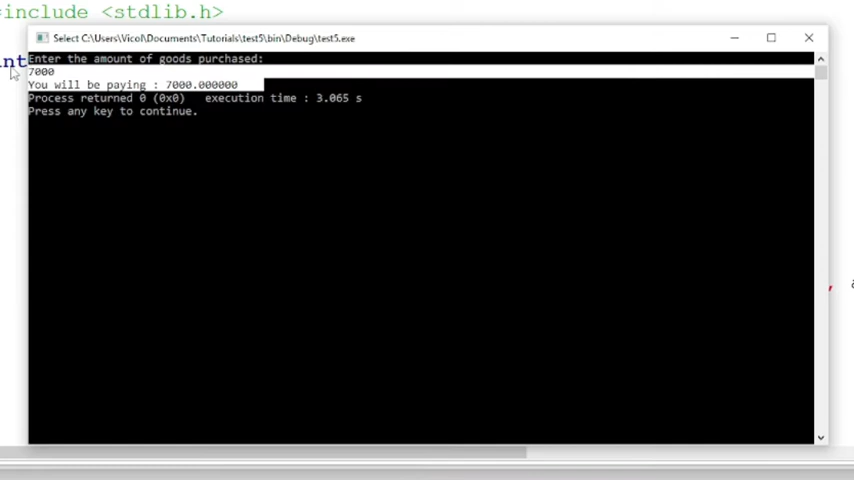 =include <stdlib.h>
Select C:\Users\Vicol\Documents\Tutorials\test5\bin\Debug\test5.exe
int
Enter the amount of goods purchased:
7000
You will be paying : 7000.000000
Process returned 0 (0x0)   execution time : 3.065 s
Press any key to continue.
,